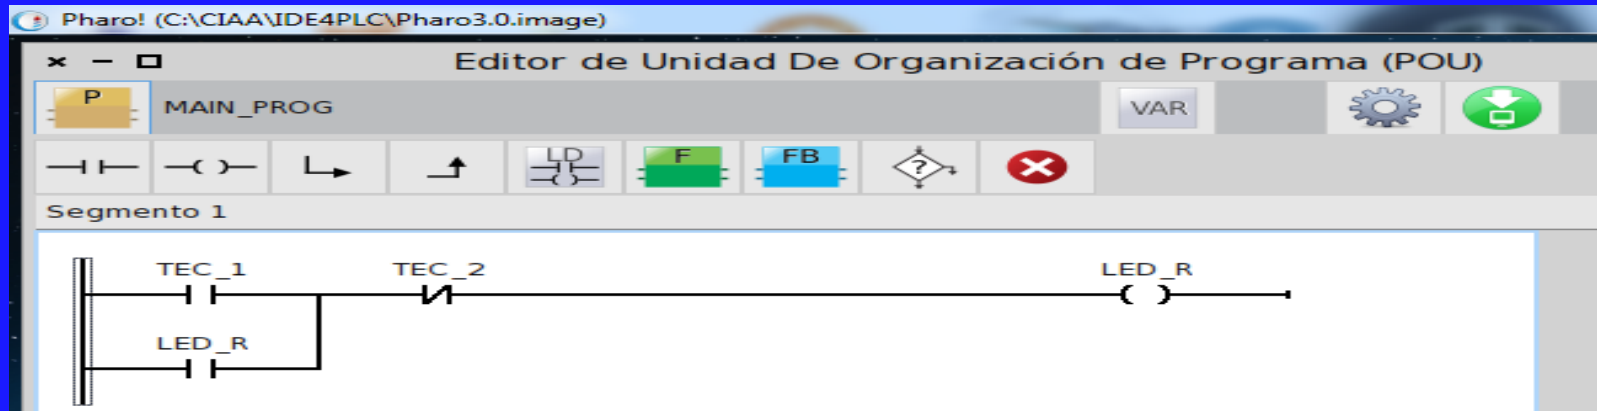 Pharo! (C:\CIAA\IDE4PLC\Pharo3.0.image)
Editor de Unidad De Organización de Programa (POU)
P MAIN_PROG VAR
LD F FB ?
Segmento 1
TEC_1 TEC_2 LED_R
LED_R